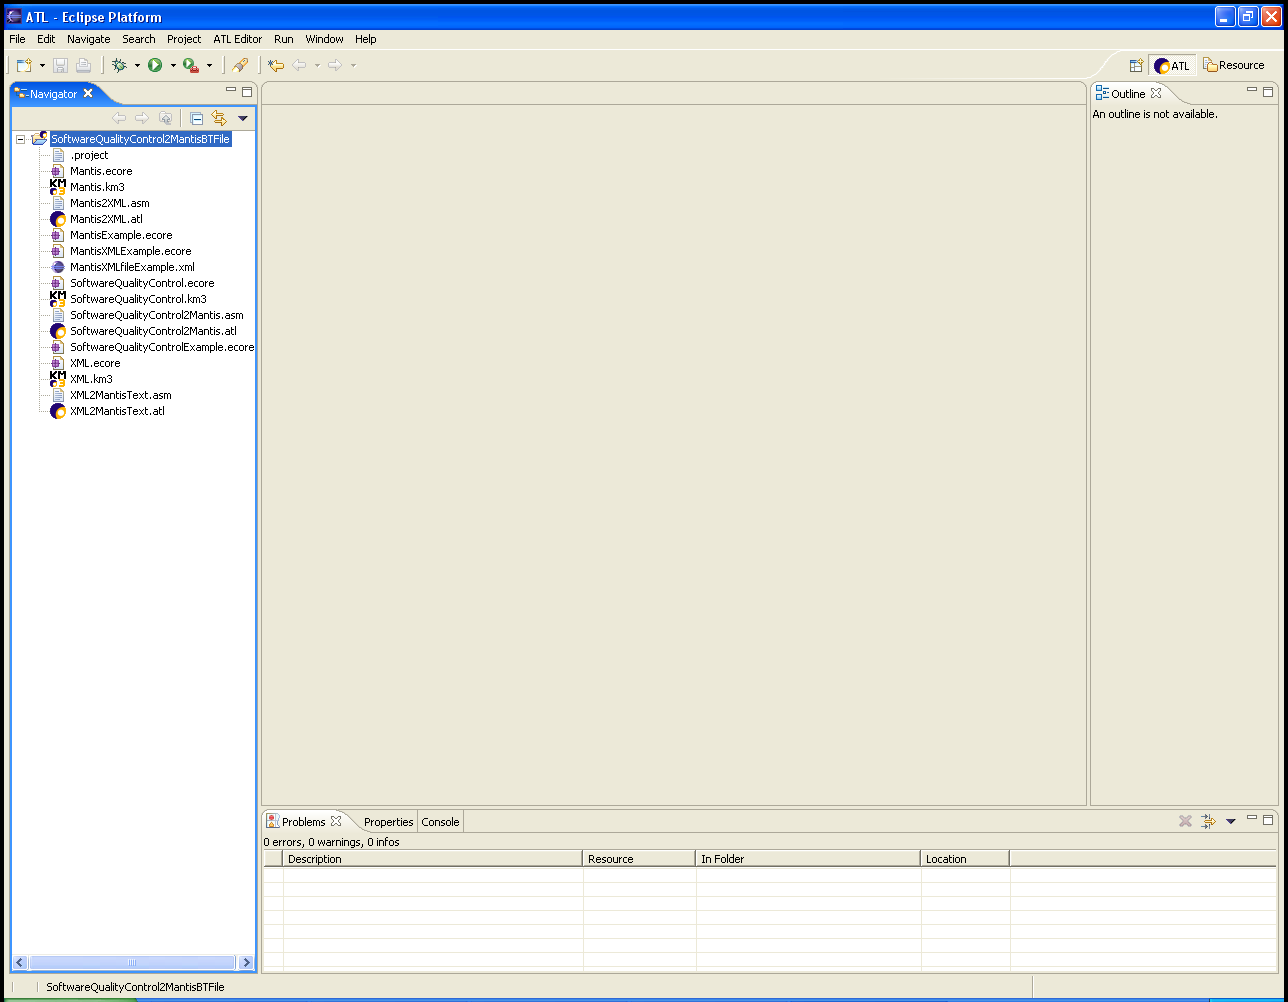 ATL - Eclipse Platform
File Edit Navigate Search Project ATL Editor Run Window Help
ATL Resource
Navigator
SoftwareQualityControl2MantisBTFile
.project
Mantis.ecore
KM3 Mantis.km3
Mantis2XML.asm
Mantis2XML.atl
MantisExample.ecore
MantisXMLExample.ecore
MantisXMLfileExample.xml
SoftwareQualityControl.ecore
KM3 SoftwareQualityControl.km3
SoftwareQualityControl2Mantis.asm
SoftwareQualityControl2Mantis.atl
SoftwareQualityControlExample.ecore
XML.ecore
KM3 XML.km3
XML2MantisText.asm
XML2MantisText.atl
Outline
An outline is not available.
Problems Properties Console
0 errors, 0 warnings, 0 infos
Description Resource In Folder Location
SoftwareQualityControl2MantisBTFile